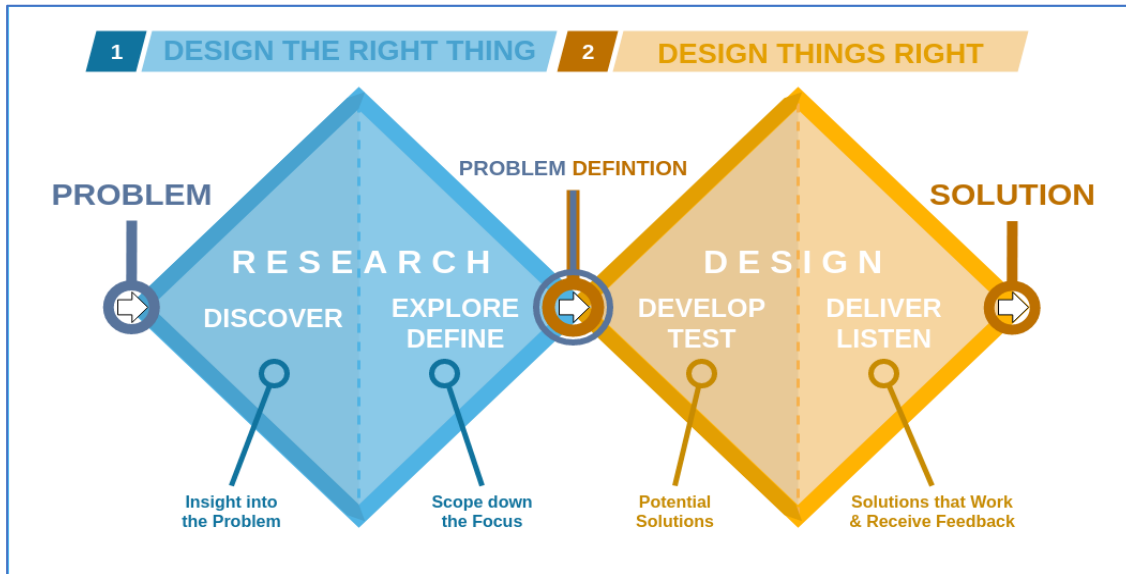 1 DESIGN THE RIGHT THING
2 DESIGN THINGS RIGHT
PROBLEM
PROBLEM DEFINTION
SOLUTION
RESEARCH
DISCOVER
EXPLORE
DEFINE
DESIGN
DEVELOP
TEST
DELIVER
LISTEN
Insight into
the Problem
Scope down
the Focus
Potential
Solutions
Solutions that Work
& Receive Feedback